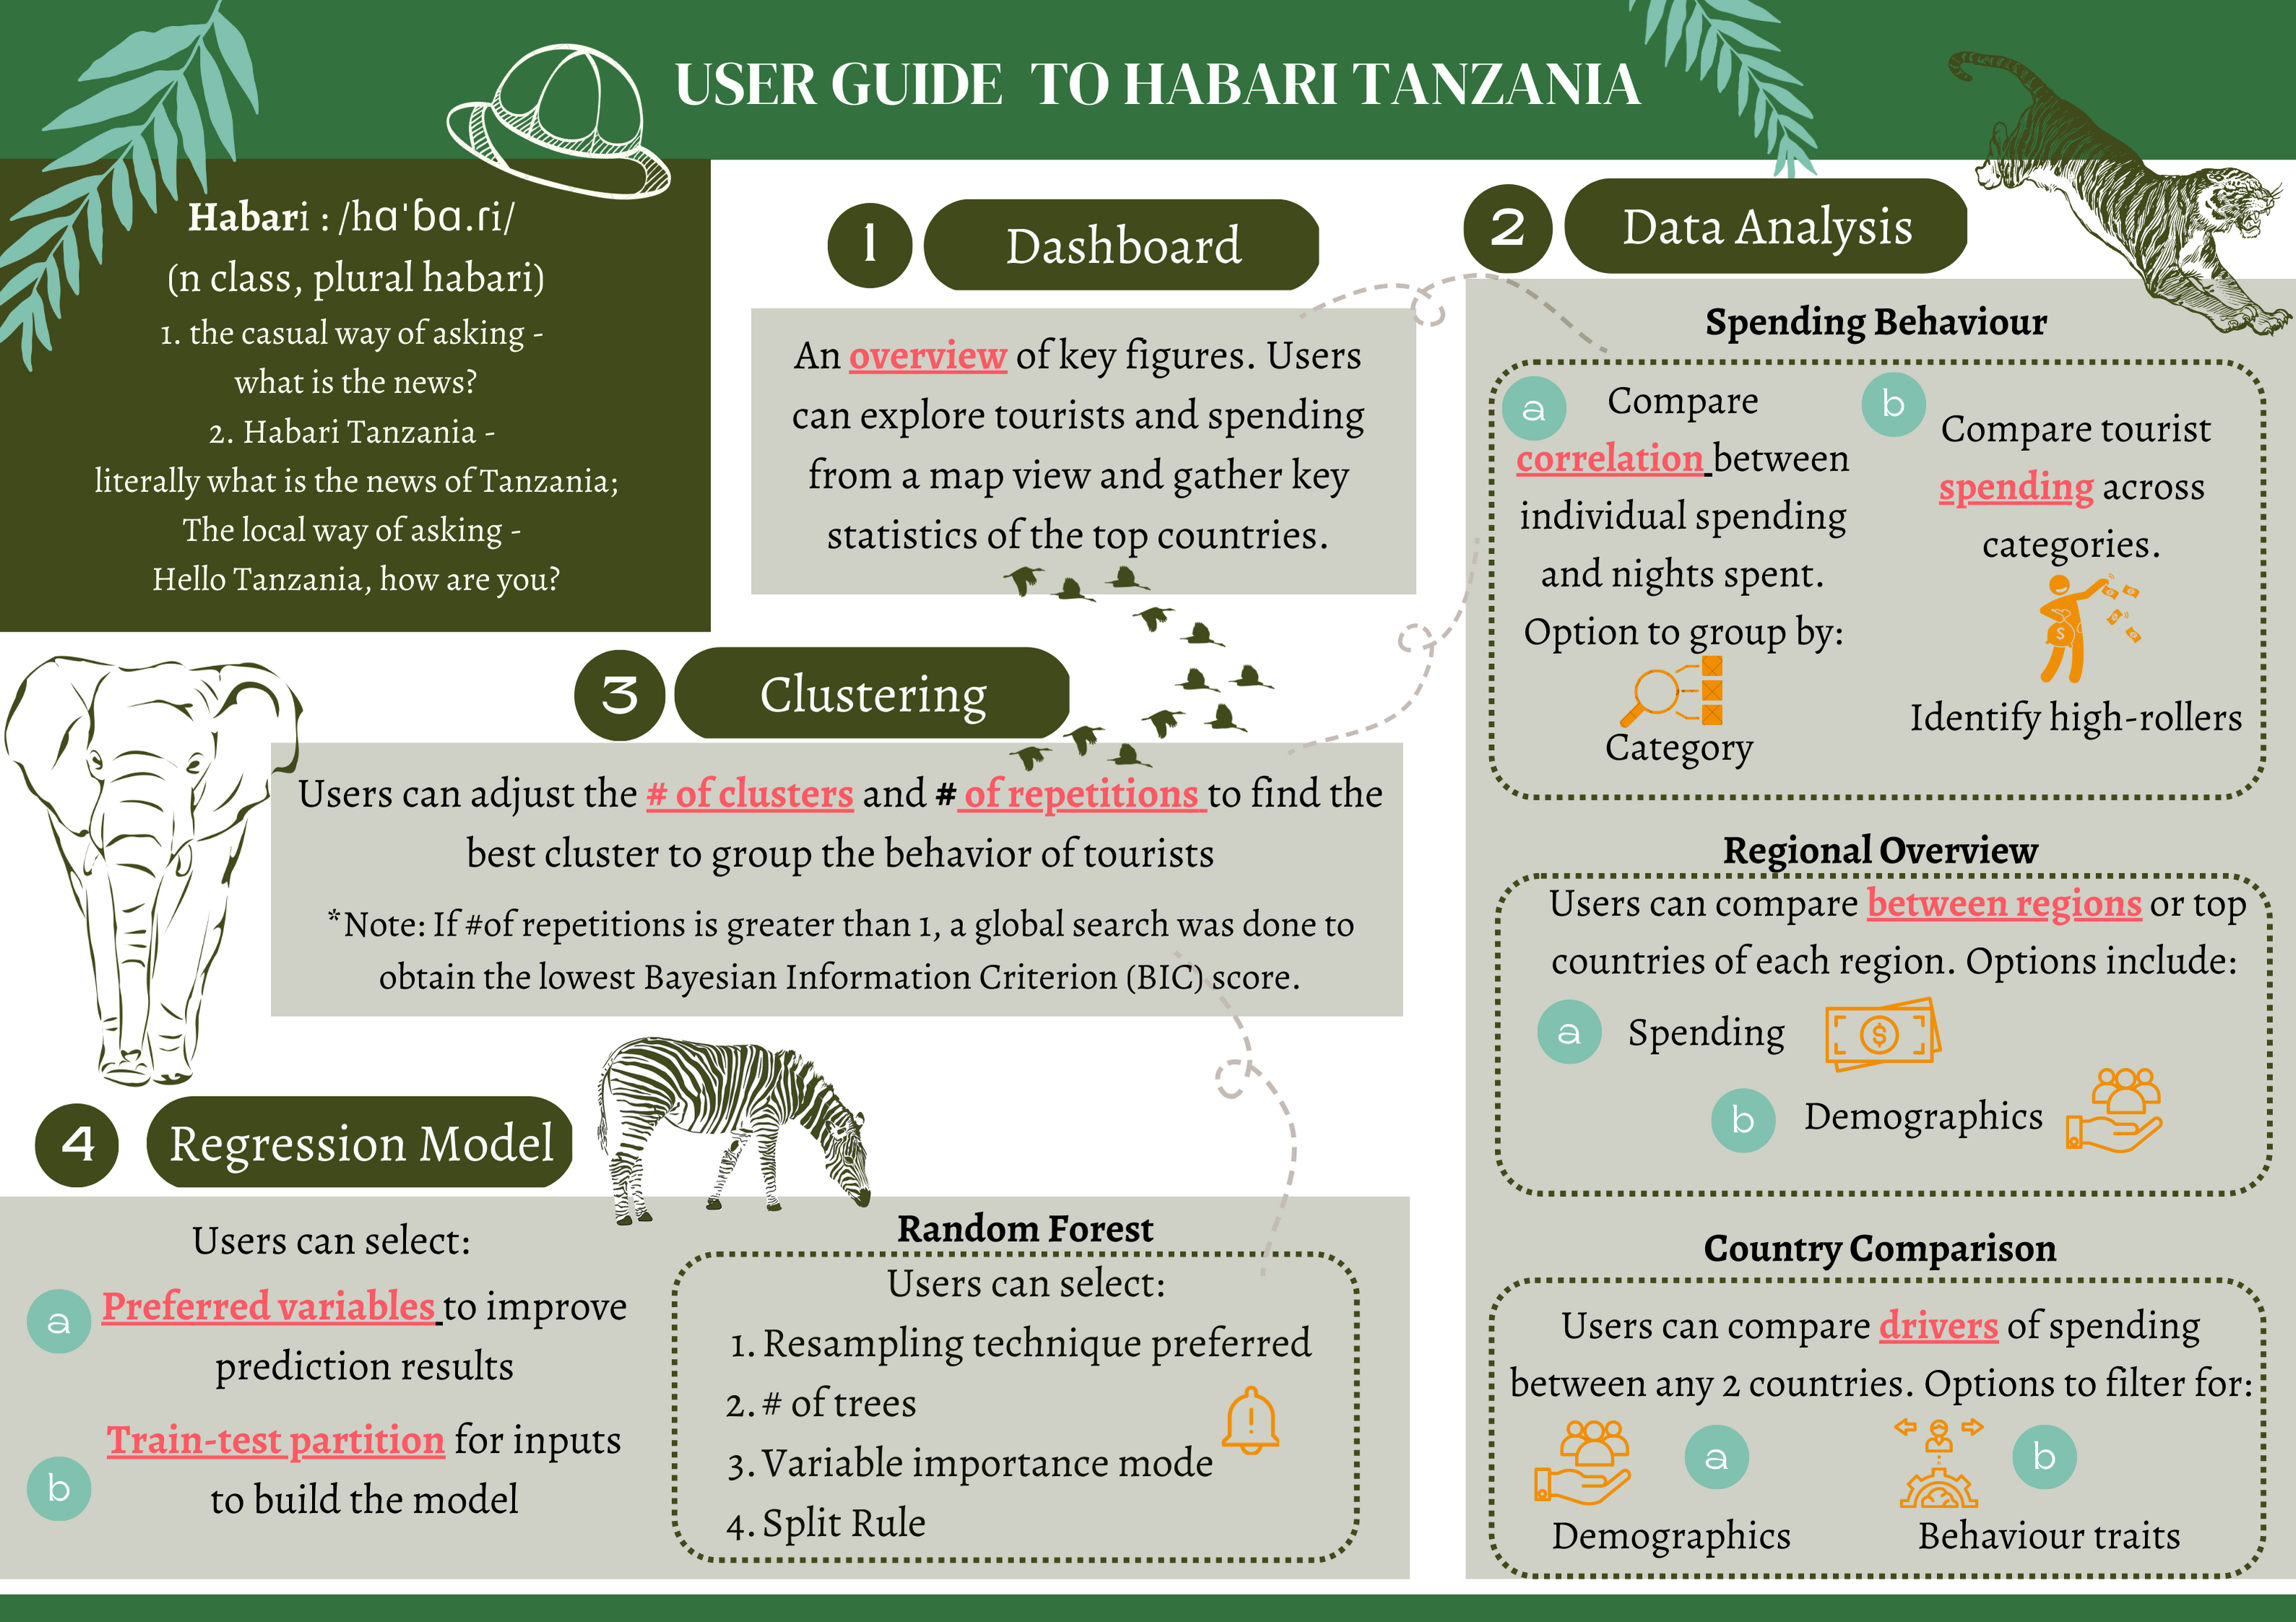 USER GUIDE TO HABARI TANZANIA
Habari : /hɑˈɓɑ.ɾi/
(n class, plural habari)
1. the casual way of asking -
what is the news?
2. Habari Tanzania -
literally what is the news of Tanzania;
The local way of asking -
Hello Tanzania, how are you?
1
Dashboard
An overview of key figures. Users
can explore tourists and spending
from a map view and gather key
statistics of the top countries.
2
Data Analysis
Spending Behaviour
a
Compare
correlation between
individual spending
and nights spent.
Option to group by:
Category
b
Compare tourist
spending across
categories.
Identify high-rollers
Regional Overview
Users can compare between regions or top
countries of each region. Options include:
a
Spending
b
Demographics
Country Comparison
Users can compare drivers of spending
between any 2 countries. Options to filter for:
a
Demographics
b
Behaviour traits
3
Clustering
Users can adjust the # of clusters and # of repetitions to find the
best cluster to group the behavior of tourists
*Note: If #of repetitions is greater than 1, a global search was done to
obtain the lowest Bayesian Information Criterion (BIC) score.
4
Regression Model
Users can select:
a
Preferred variables to improve
prediction results
b
Train-test partition for inputs
to build the model
Random Forest
Users can select:
1. Resampling technique preferred
2. # of trees
3. Variable importance mode
4. Split Rule